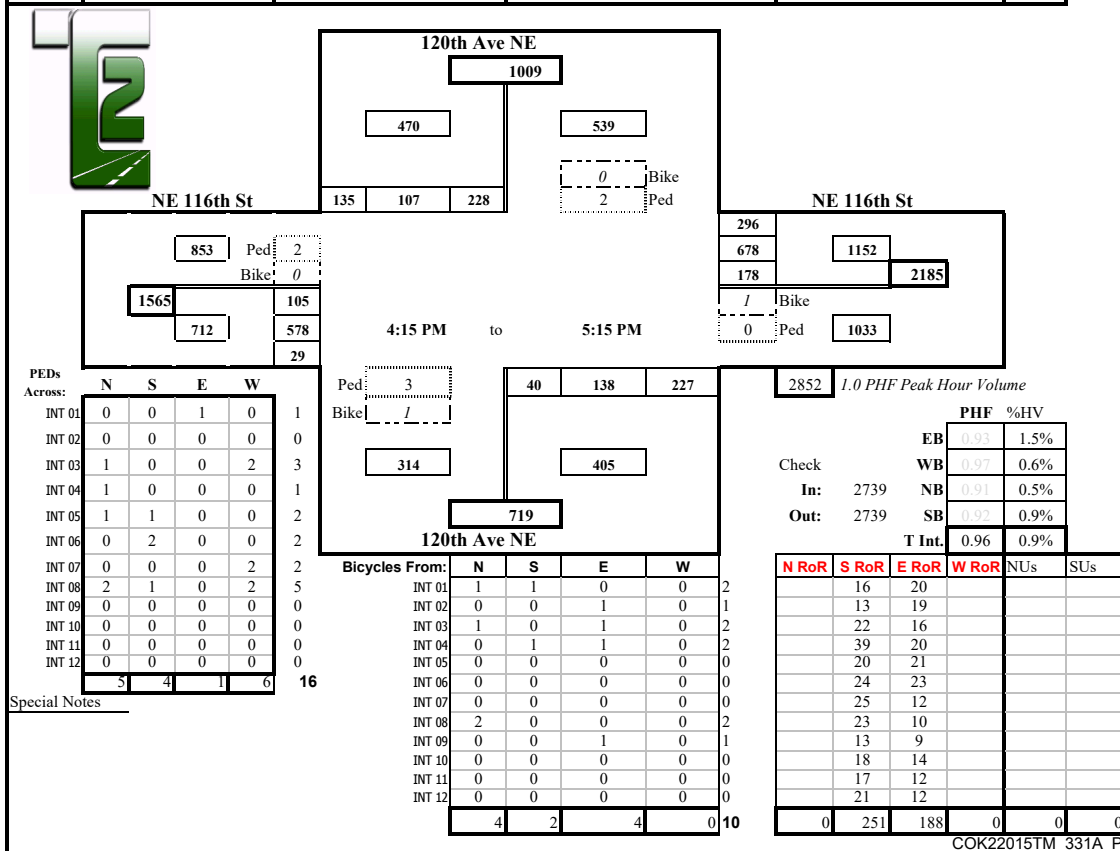 T2
120th Ave NE
1009
470 539
0 Bike
NE 116th St 135 107 228 2 Ped NE 116th St
296
853 Ped 2 678 1152
Bike 0 178 2185
1565 105 1 Bike
712 578 4:15 PM to 5:15 PM 0 Ped 1033
29
PEDs Across: N S E W
Ped 3 40 138 227 2852 1.0 PHF Peak Hour Volume
INT 01 0 0 1 0 1 Bike 1 PHF %HV
INT 02 0 0 0 0 0 EB 0.93 1.5%
INT 03 1 0 0 2 3 314 405 Check WB 0.97 0.6%
INT 04 1 0 0 0 1 In: 2739 NB 0.91 0.5%
INT 05 1 1 0 0 2 719 Out: 2739 SB 0.92 0.9%
INT 06 0 2 0 0 2 120th Ave NE T Int. 0.96 0.9%
INT 07 0 0 0 2 2 Bicycles From: N S E W N RoR S RoR E RoR W RoR NUs SUs
INT 08 2 1 0 2 5 INT 01 1 1 0 0 2 16 20
INT 09 0 0 0 0 0 INT 02 0 0 1 0 1 13 19
INT 10 0 0 0 0 0 INT 03 1 0 1 0 2 22 16
INT 11 0 0 0 0 0 INT 04 0 1 1 0 2 39 20
INT 12 0 0 0 0 0 INT 05 0 0 0 0 0 20 21
5 4 1 6 16 INT 06 0 0 0 0 0 24 23
Special Notes INT 07 0 0 0 0 0 25 12
INT 08 2 0 0 0 2 23 10
INT 09 0 0 1 0 1 13 9
INT 10 0 0 0 0 0 18 14
INT 11 0 0 0 0 0 17 12
INT 12 0 0 0 0 0 21 12
4 2 4 0 10 0 251 188 0 0 0
COK22015TM_331A_P